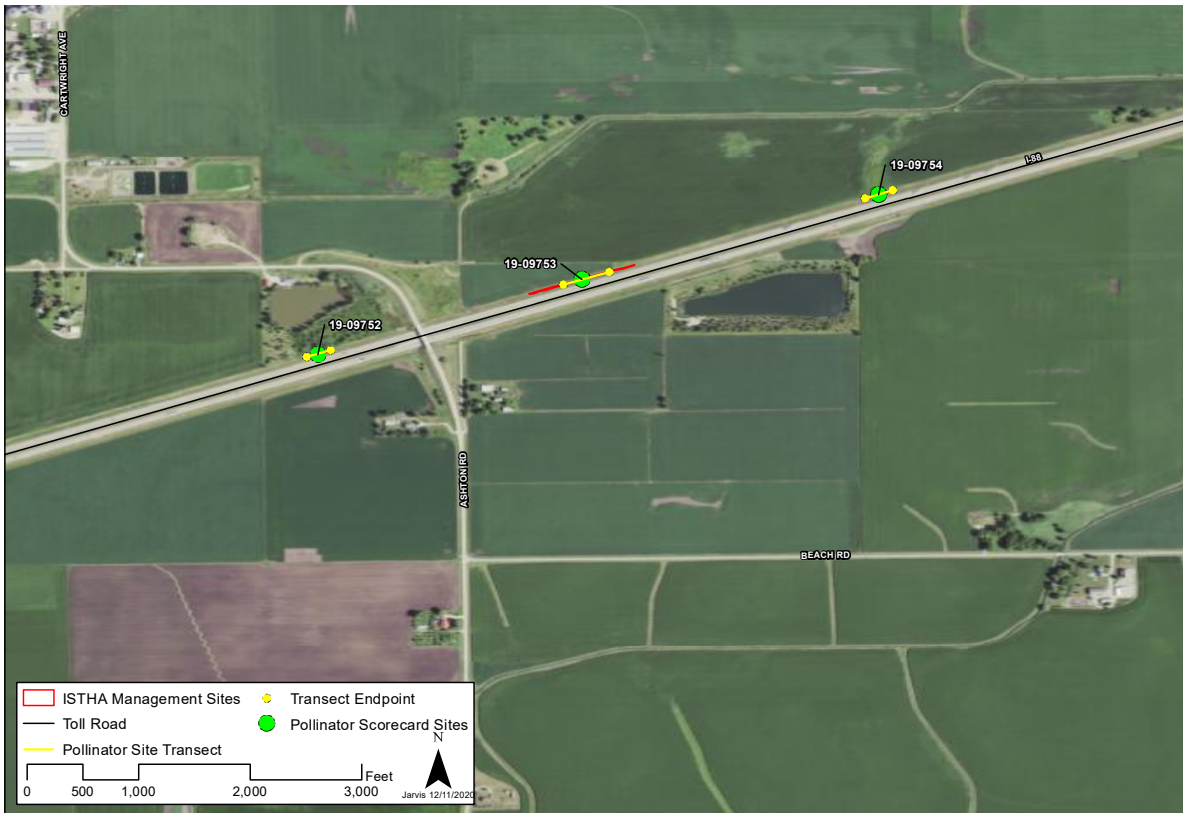 CARTWRIGHT AVE
19-09754
I-88
19-09753
19-09752
ASHTON RD
BEACH RD
ISTHA Management Sites
Transect Endpoint
Toll Road
Pollinator Scorecard Sites
Pollinator Site Transect
N
Feet
0 500 1,000 2,000 3,000
Jarvis 12/11/2020